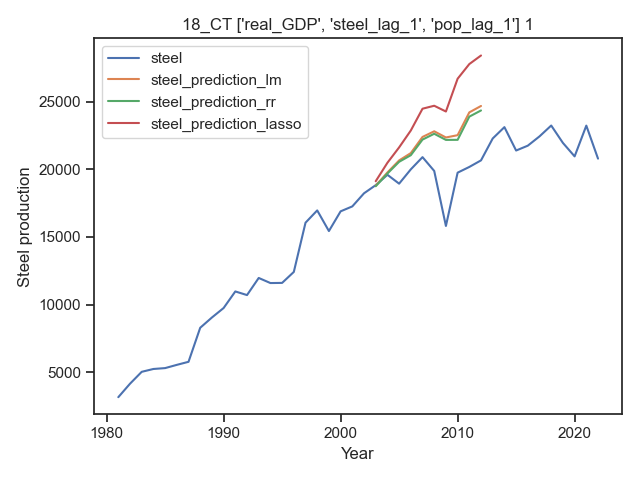 18_CT ['real_GDP', 'steel_lag_1', 'pop_lag_1'] 1
steel
steel_prediction_lm
steel_prediction_rr
steel_prediction_lasso
25000
20000
15000
10000
5000
Steel production
1980
1990
2000
2010
2020
Year